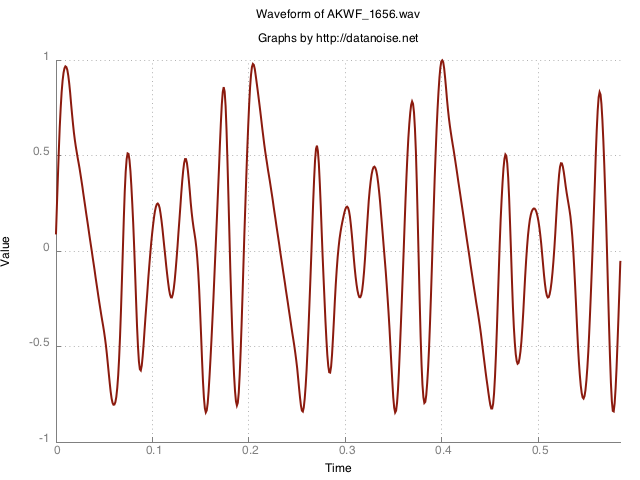 Waveform of AKWF_1656.wav
Graphs by http://datanoise.net
1
0.5
0
-0.5
-1
Value
0 0.1 0.2 0.3 0.4 0.5
Time